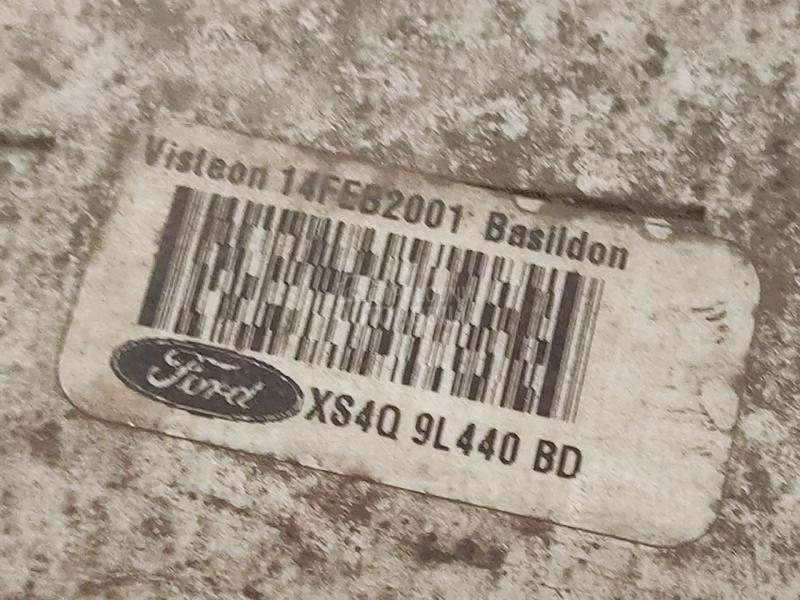 Visteon 14FEB2001 Basildon
Ford XS4Q 9L440 BD